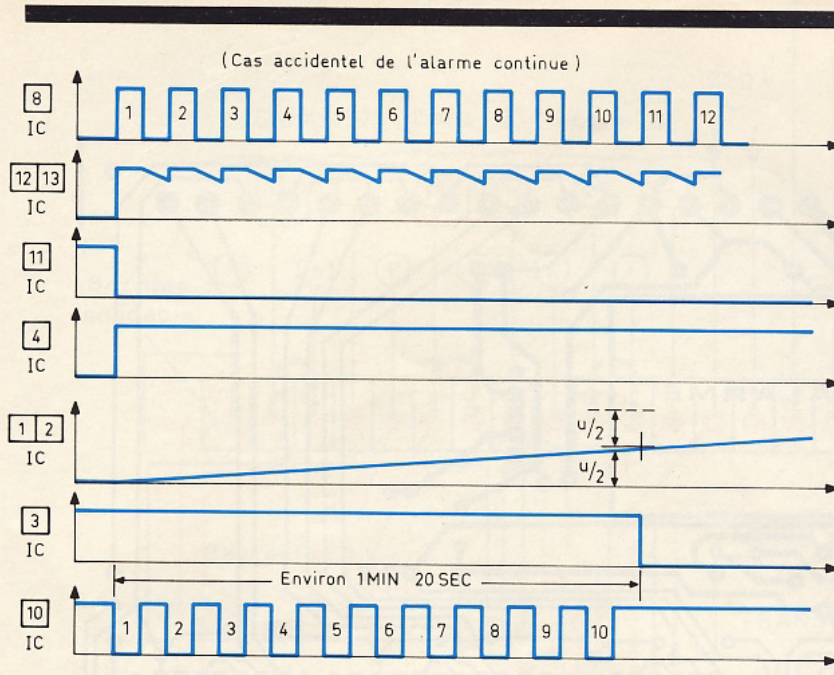 (Cas accidentel de l'alarme continue)
8
IC
1 2 3 4 5 6 7 8 9 10 11 12
12 13
IC
11
IC
4
IC
1 2
IC
u/2
u/2
3
IC
Environ 1MIN 20SEC
10
IC
1 2 3 4 5 6 7 8 9 10